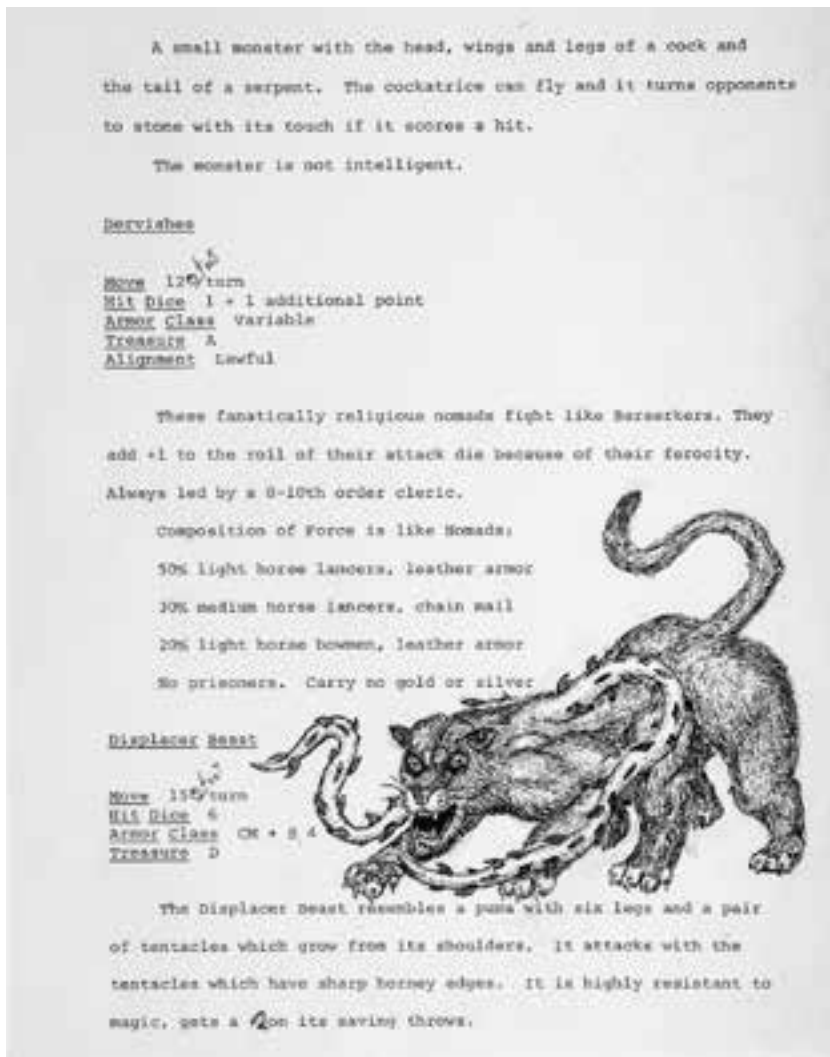 A small monster with the head, wings and legs of a cock and
the tail of a serpent. The cockatrice can fly and it turns opponents
to stone with its touch if it scores a hit.
The monster is not intelligent.
Dervishes
Move 120 turn
Hit Dice 1 + 1 additional point
Armor Class Variable
Treasure A
Alignment Lawful
These fanatically religious nomads fight like Berserkers. They
add +1 to the roll of their attack die because of their ferocity.
Always led by a 8-10th order cleric.
Composition of Force is like Nomads:
50% light horse lancers, leather armor
30% medium horse lancers, chain mail
20% light horse bowmen, leather armor
No prisoners. Carry no gold or silver
Displacer Beast
Move 150 turn
Hit Dice 6
Armor Class CM + S 4
Treasure D
The Displacer Beast resembles a puma with six legs and a pair
of tentacles which grow from its shoulders. It attacks with the
tentacles which have sharp horney edges. It is highly resistant to
magic, gets a on its saving throws.